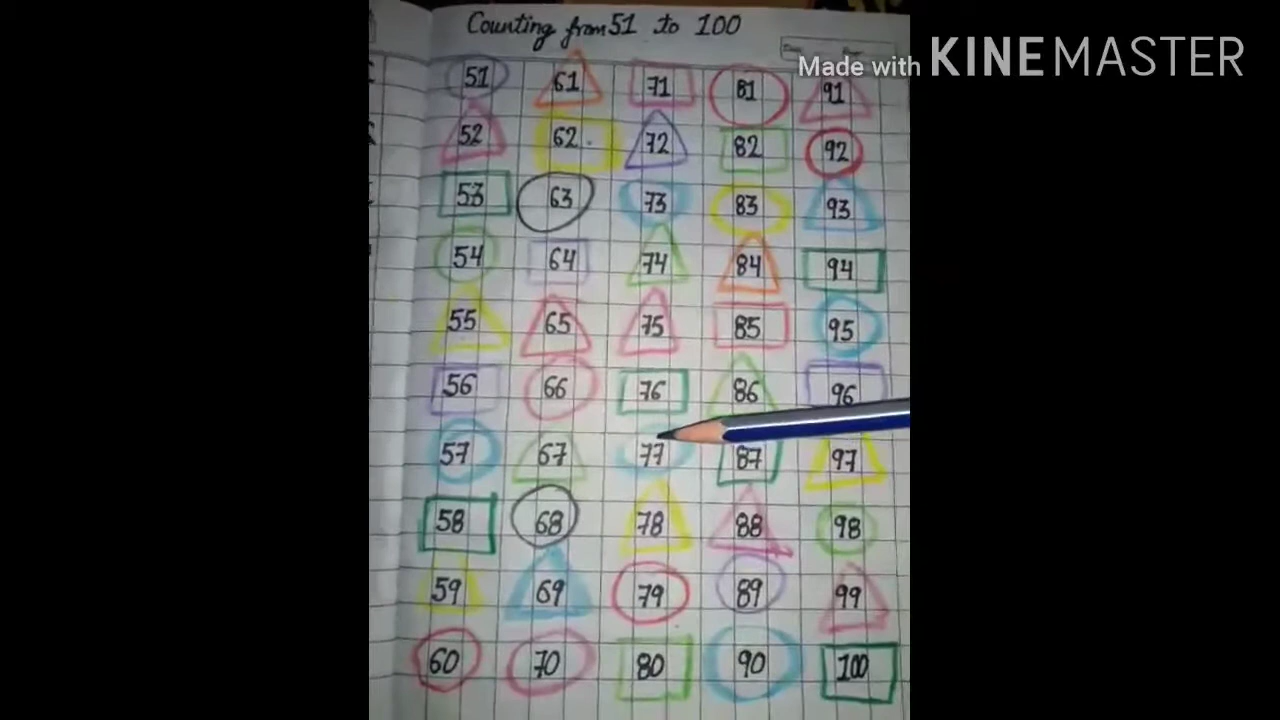 Counting from 51 to 100
Made with KINEMASTER
51 61 71 81 91
52 62 72 82 92
53 63 73 83 93
54 64 74 84 94
55 65 75 85 95
56 66 76 86 96
57 67 77 87 97
58 68 78 88 98
59 69 79 89 99
60 70 80 90 100